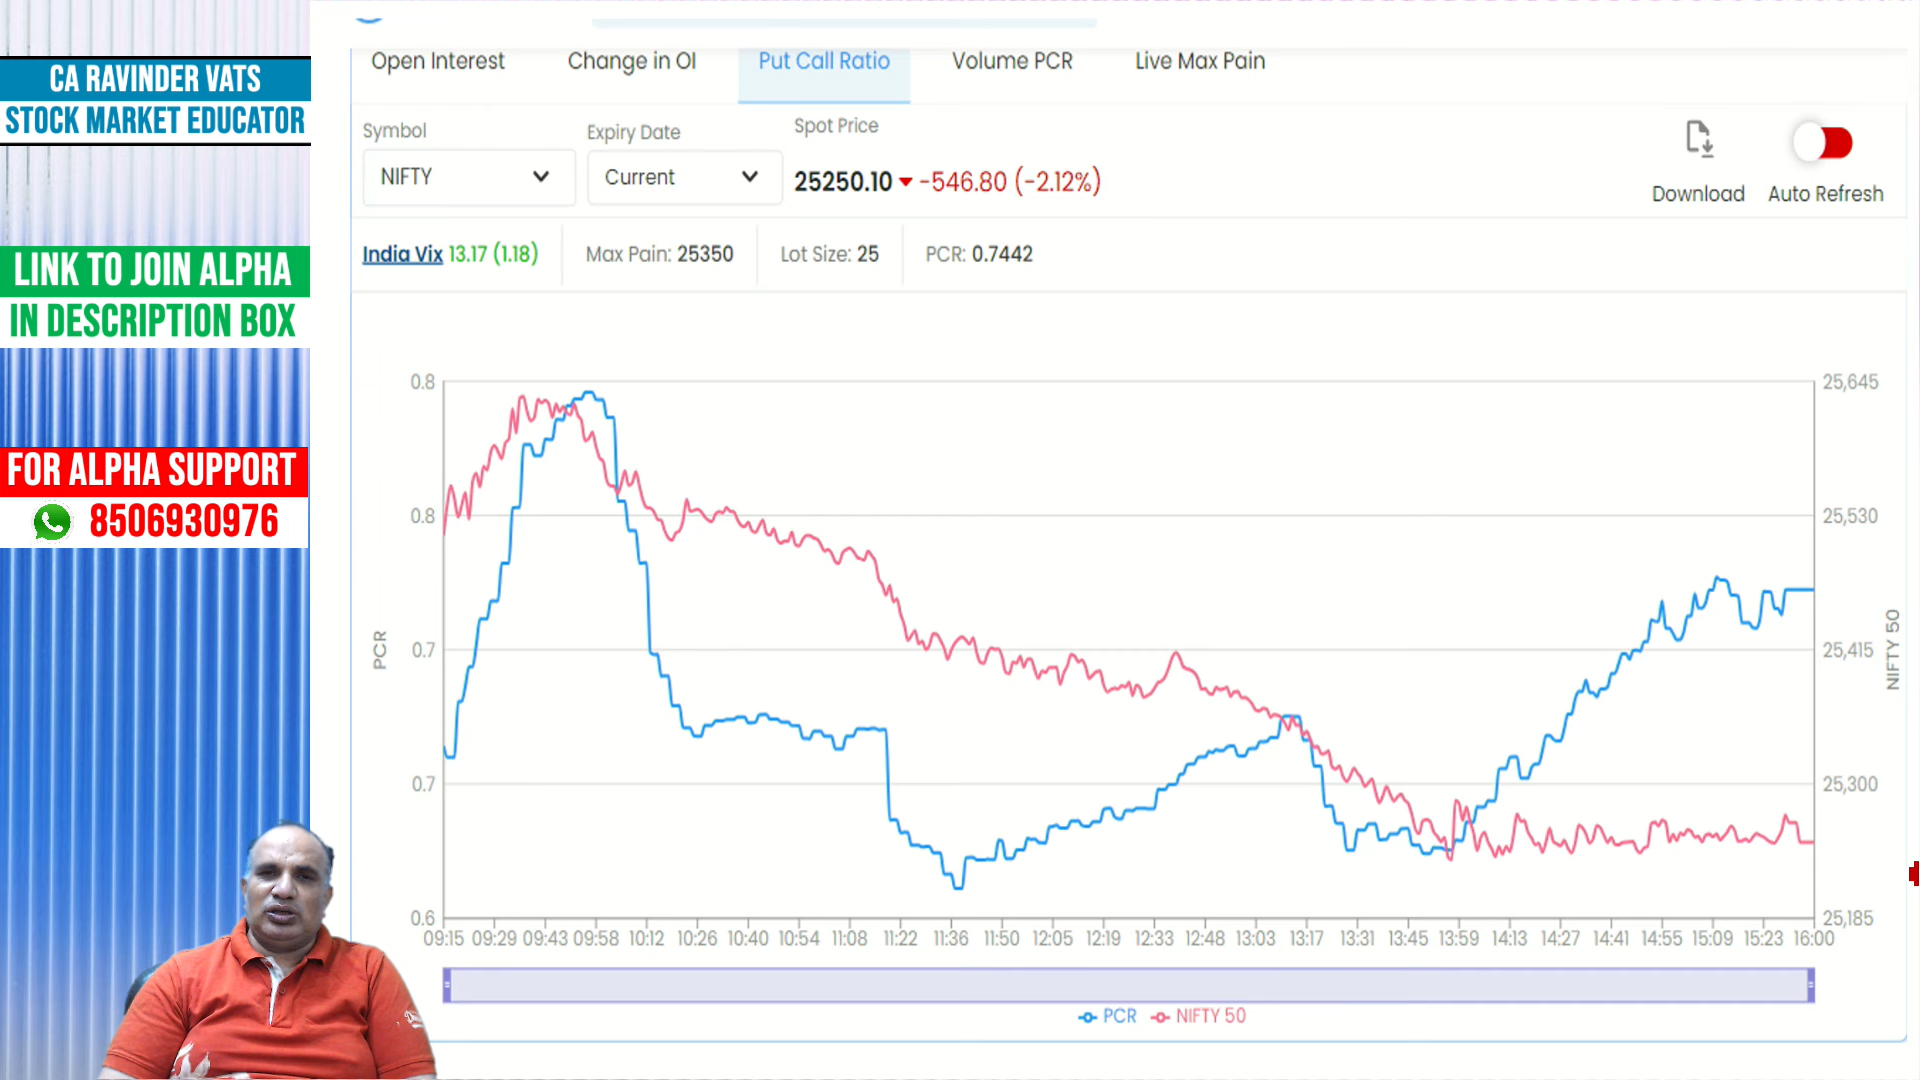 CA RAVINDER VATS
STOCK MARKET EDUCATOR
LINK TO JOIN ALPHA
IN DESCRIPTION BOX
FOR ALPHA SUPPORT
8506930976
Open Interest Change in OI Put Call Ratio Volume PCR Live Max Pain
Symbol Expiry Date Spot Price
NIFTY Current 25250.10 -546.80 (-2.12%)
Download Auto Refresh
India Vix 13.17 (1.18) Max Pain: 25350 Lot Size: 25 PCR: 0.7442
0.8 25,645
0.8 25,530
0.7 25,415
0.7 25,300
0.6 25,185
PCR
NIFTY 50
09:15 09:29 09:43 09:58 10:12 10:26 10:40 10:54 11:08 11:22 11:36 11:50 12:05 12:19 12:33 12:48 13:03 13:17 13:31 13:45 13:59 14:13 14:27 14:41 14:55 15:09 15:23 16:00
PCR NIFTY 50